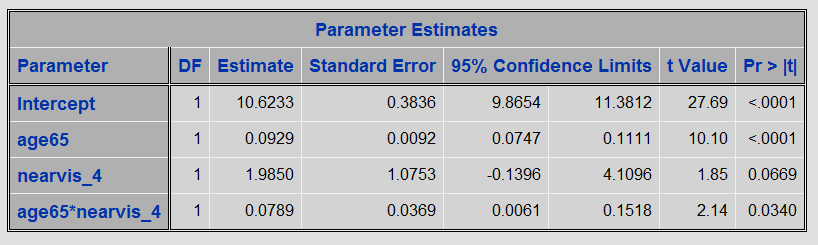 Parameter Estimates
Parameter DF Estimate Standard Error 95% Confidence Limits t Value Pr > |t|
Intercept 1 10.6233 0.3836 9.8654 11.3812 27.69 <.0001
age65 1 0.0929 0.0092 0.0747 0.1111 10.10 <.0001
nearvis_4 1 1.9850 1.0753 -0.1396 4.1096 1.85 0.0669
age65*nearvis_4 1 0.0789 0.0369 0.0061 0.1518 2.14 0.0340